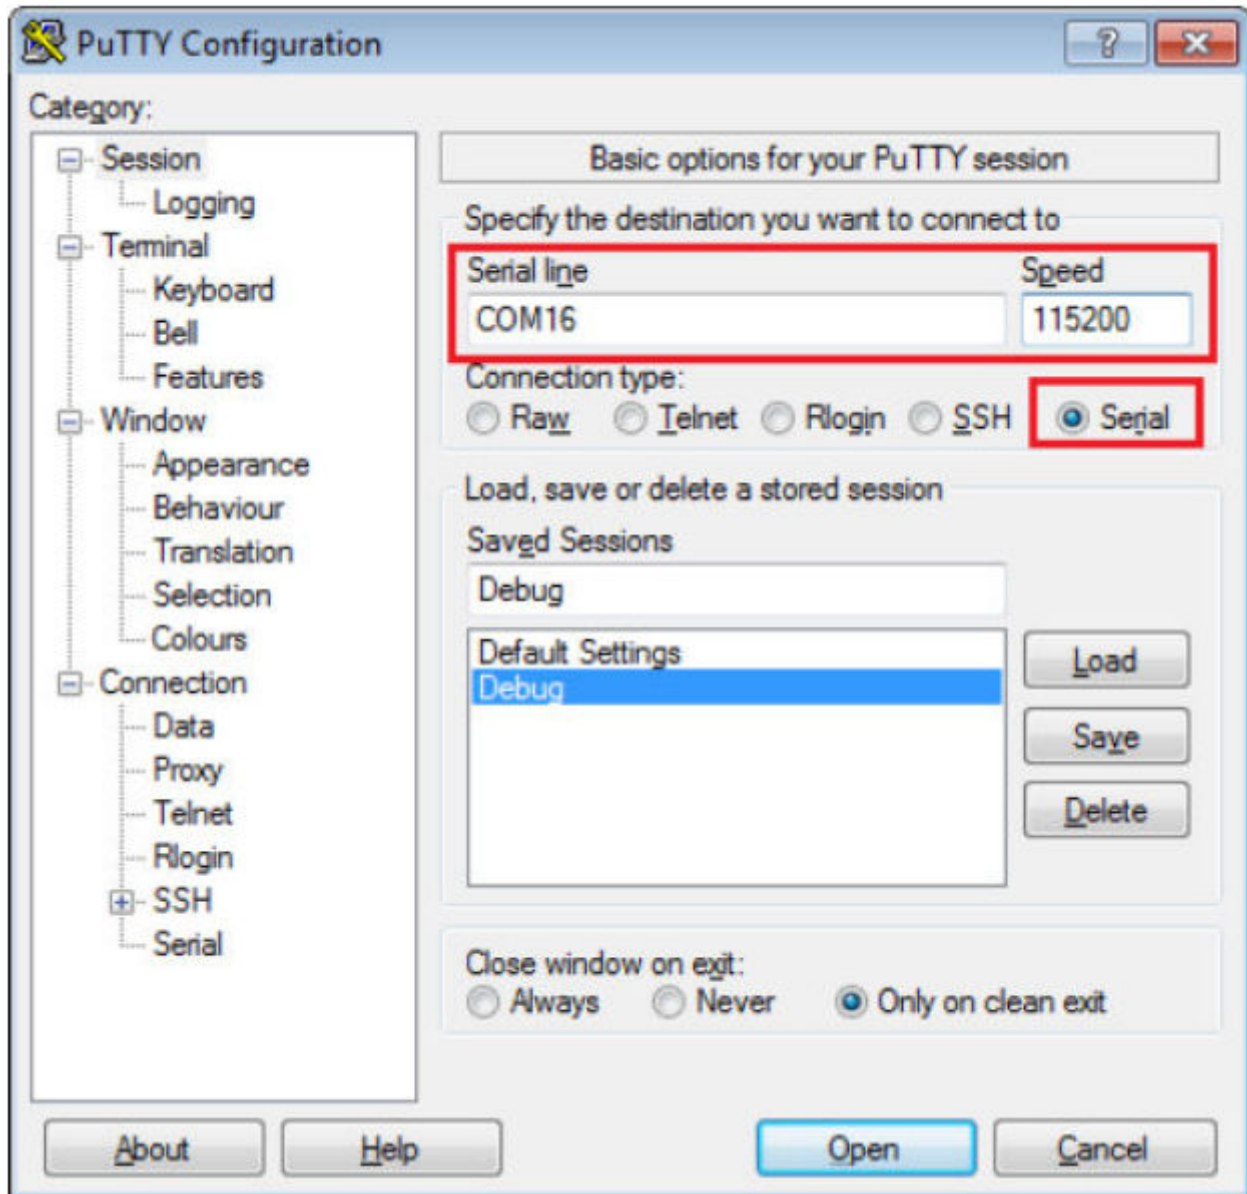 PuTTY Configuration
Category:
Session
Logging
Terminal
Keyboard
Bell
Features
Window
Appearance
Behaviour
Translation
Selection
Colours
Connection
Data
Proxy
Telnet
Rlogin
SSH
Serial
Basic options for your PuTTY session
Specify the destination you want to connect to
Serial line Speed
COM16 115200
Connection type:
Raw Telnet Rlogin SSH Serial
Load, save or delete a stored session
Saved Sessions
Debug
Default Settings
Debug
Load
Save
Delete
Close window on exit:
Always Never Only on clean exit
About Help Open Cancel